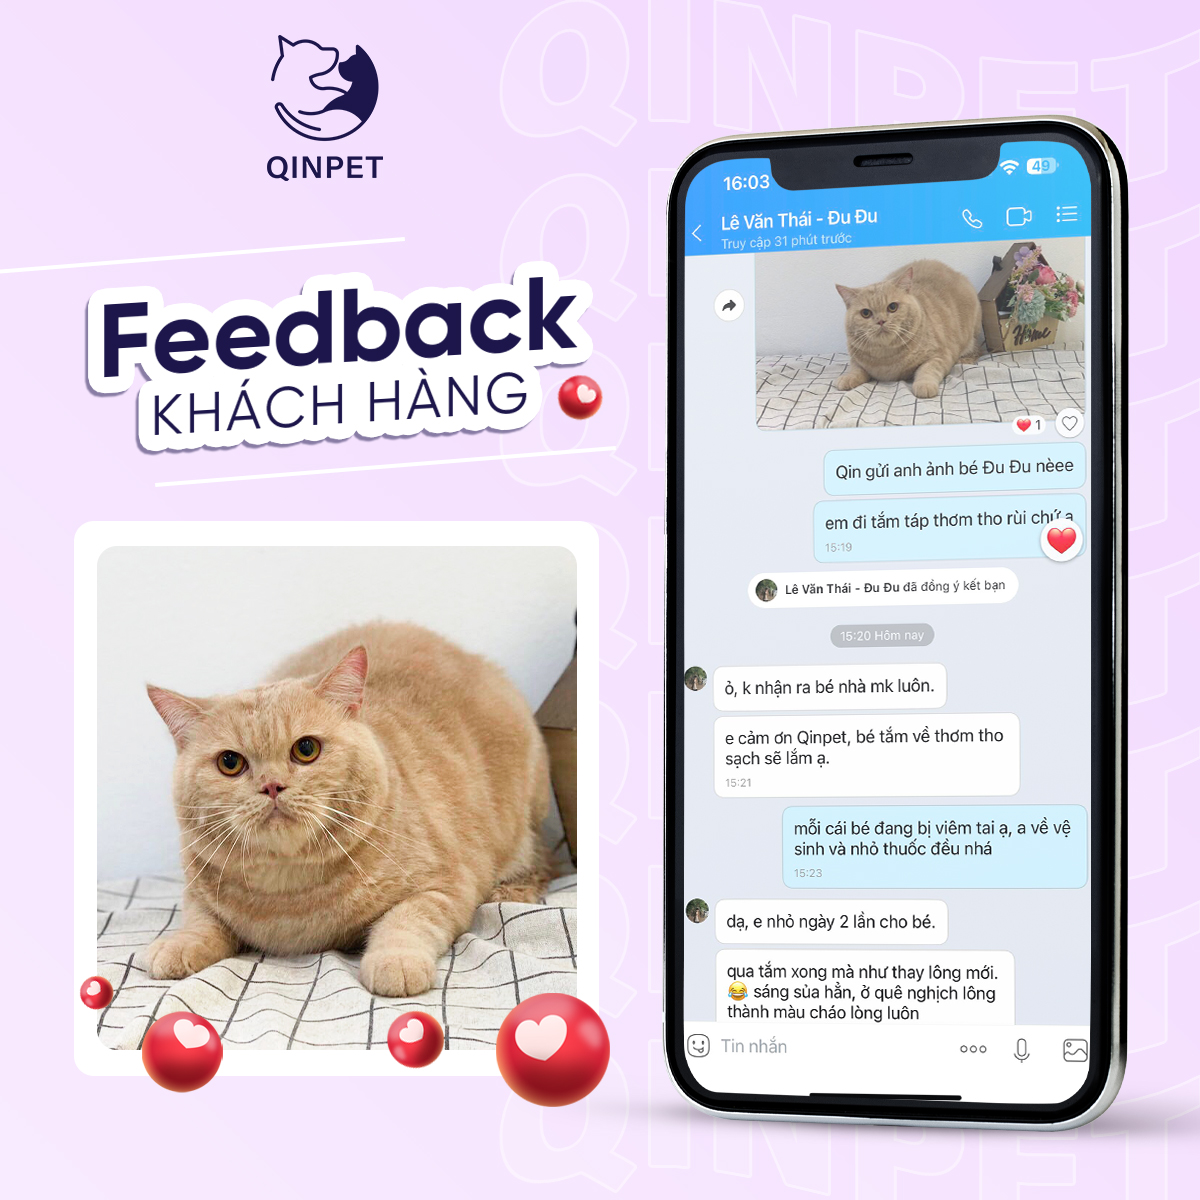 QINPET
QINPET
Feedback
KHÁCH HÀNG
16:03
49
Lê Văn Thái - Đu Đu
Truy cập 31 phút trước
Home
1
Qin gửi anh ảnh bé Đu Đu nèee
em đi tắm táp thơm tho rùi chứ ạ
15:19
Lê Văn Thái - Đu Đu đã đồng ý kết bạn
15:20 Hôm nay
ỏ, k nhận ra bé nhà mk luôn.
e cảm ơn Qinpet, bé tắm về thơm tho
sạch sẽ lắm ạ.
15:21
mỗi cái bé đang bị viêm tai ạ, a về vệ
sinh và nhỏ thuốc đều nhá
15:23
dạ, e nhỏ ngày 2 lần cho bé.
qua tắm xong mà như thay lông mới.
😂 sáng sủa hẳn, ở quê nghịch lông
thành màu cháo lòng luôn
Tin nhắn
QINPET